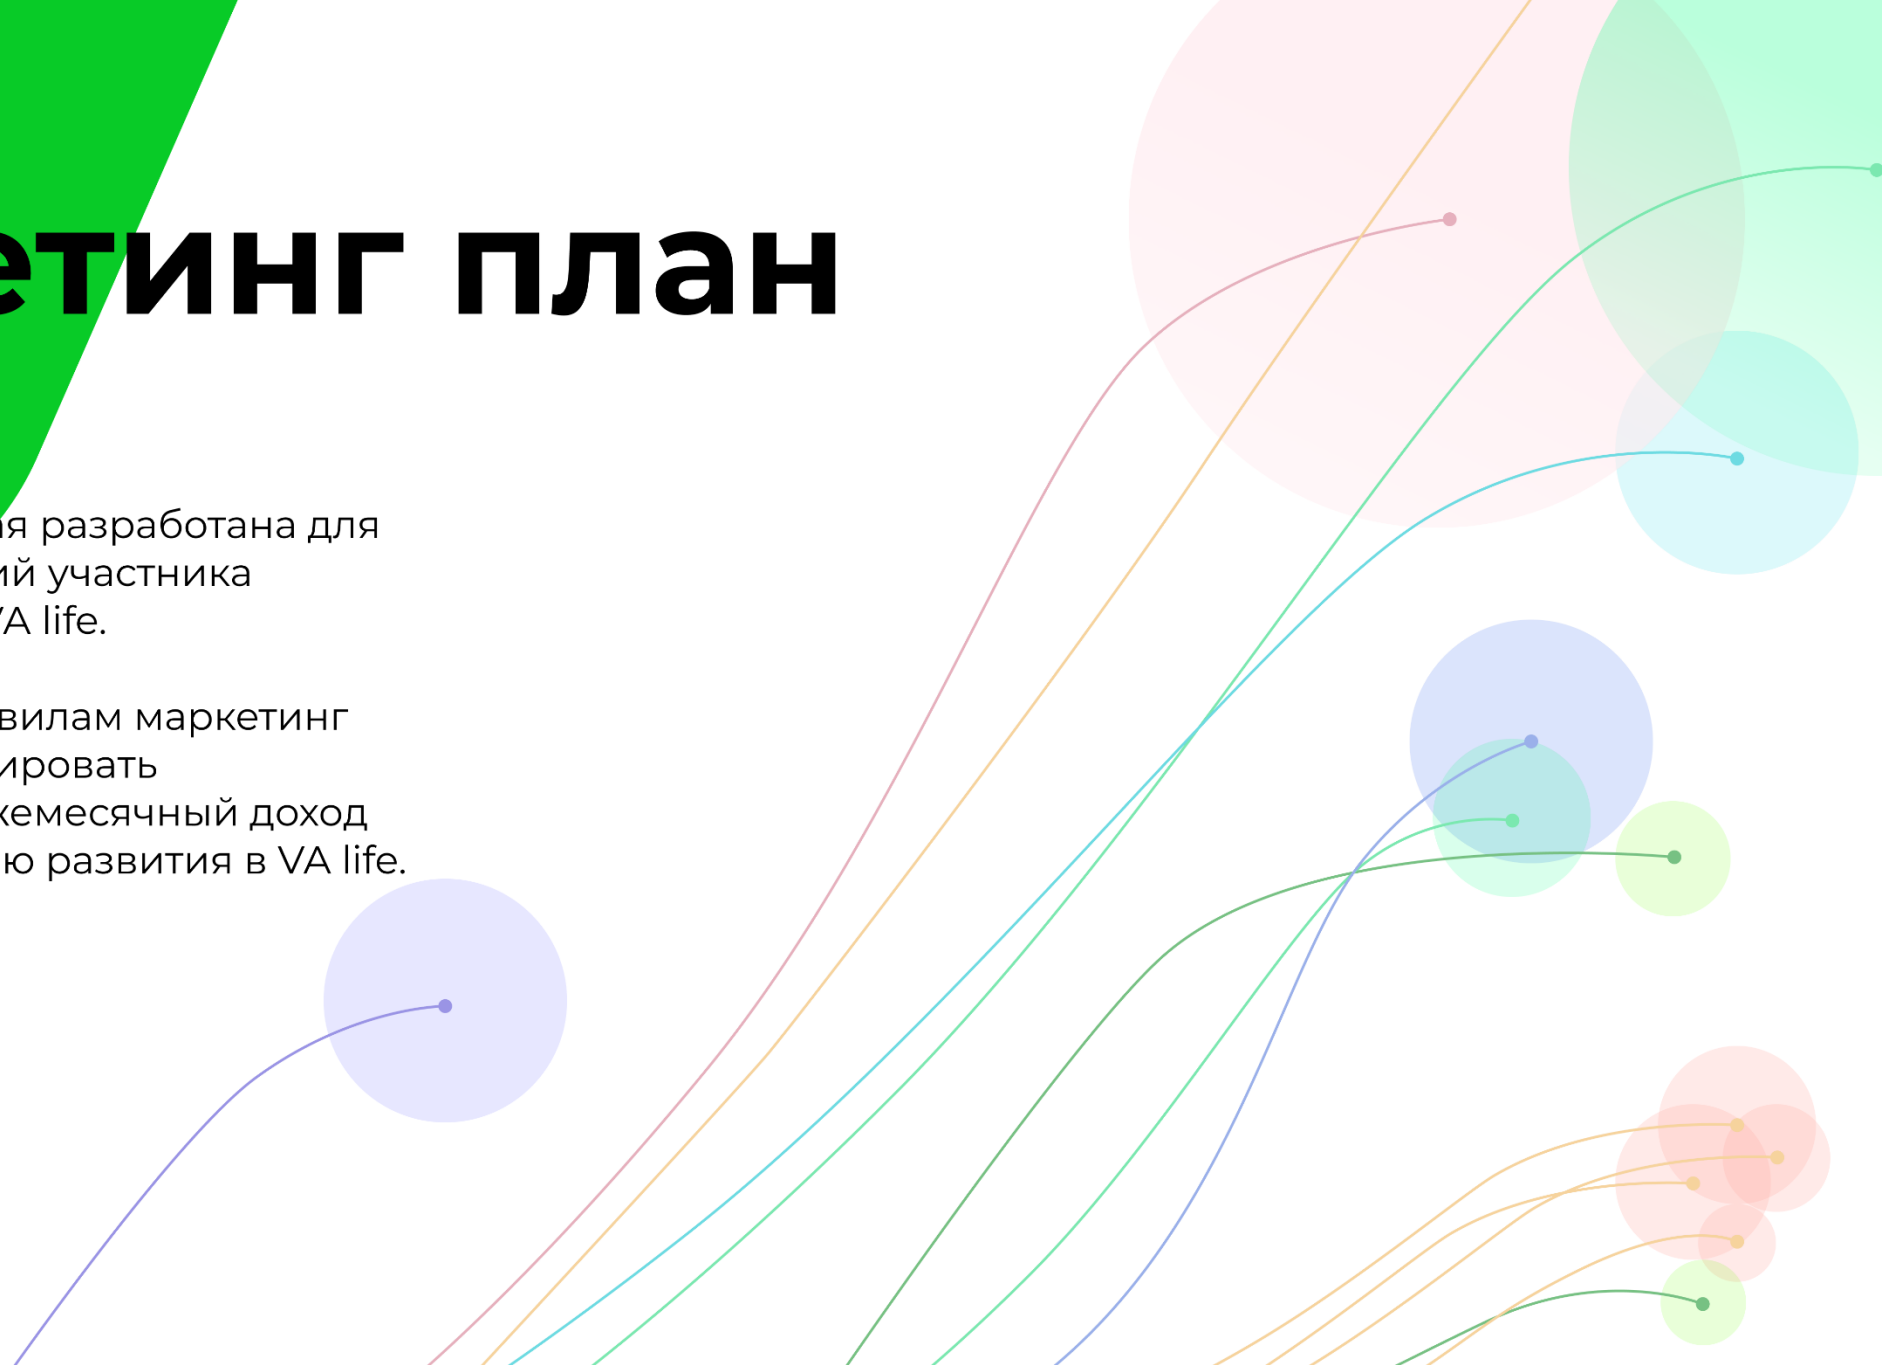 етинг план
ая разработана для
ий участника
VA life.
вилам маркетинг
ировать
жемесячный доход
ю развития в VA life.